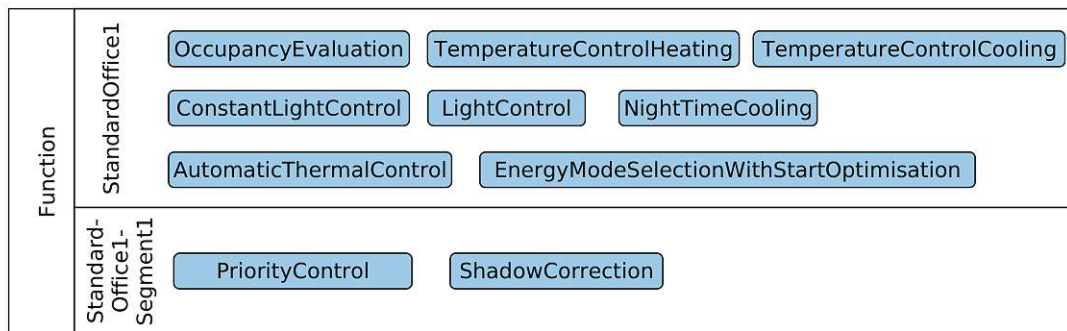 Function
StandardOffice1
OccupancyEvaluation TemperatureControlHeating TemperatureControlCooling
ConstantLightControl LightControl NightTimeCooling
AutomaticThermalControl EnergyModeSelectionWithStartOptimisation
Standard-
Office1-
Segment1
PriorityControl ShadowCorrection